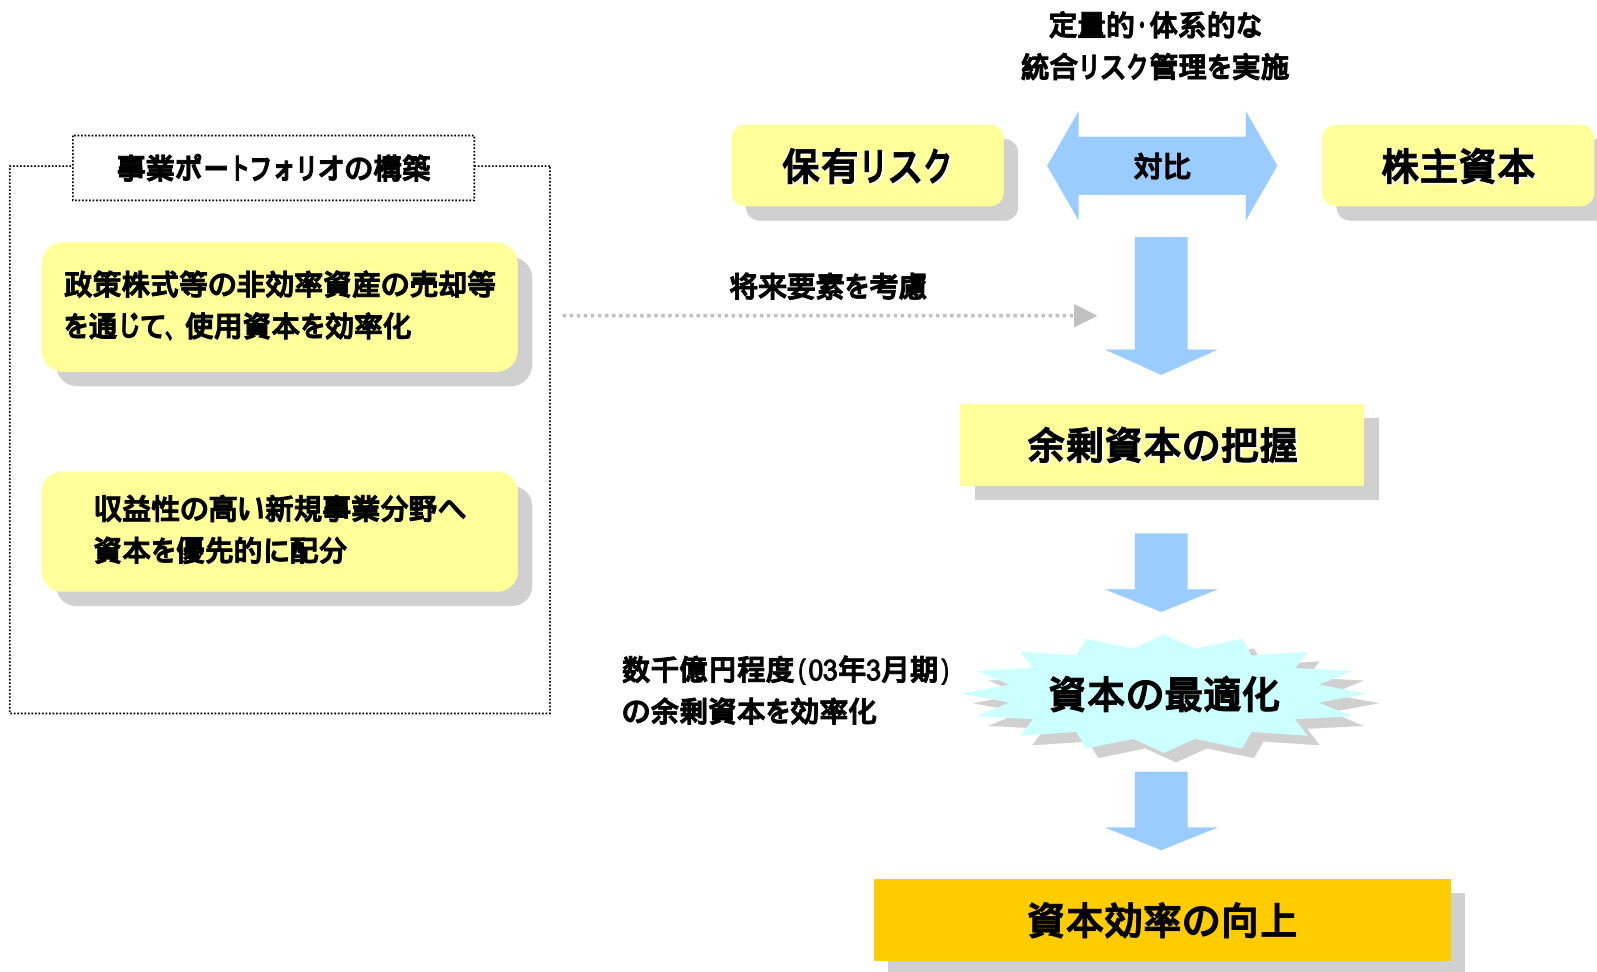 定量的・体系的な
統合リスク管理を実施
保有リスク
対比
株主資本
事業ポートフォリオの構築
政策株式等の非効率資産の売却等
を通じて、使用資本を効率化
将来要素を考慮
余剰資本の把握
収益性の高い新規事業分野へ
資本を優先的に配分
数千億円程度(03年3月期)
の余剰資本を効率化
資本の最適化
資本効率の向上